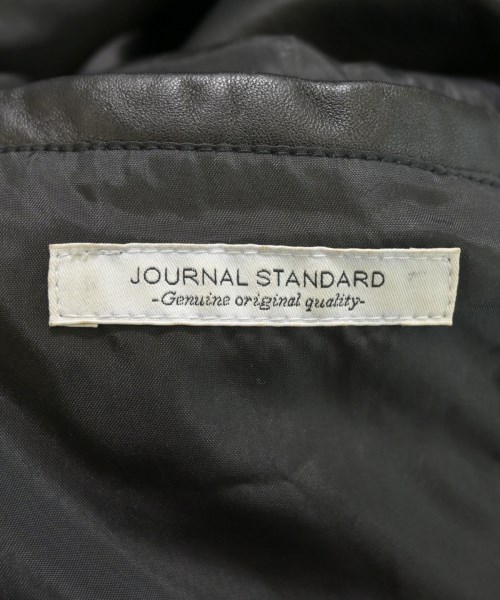 JOURNAL STANDARD
-Genuine original quality-